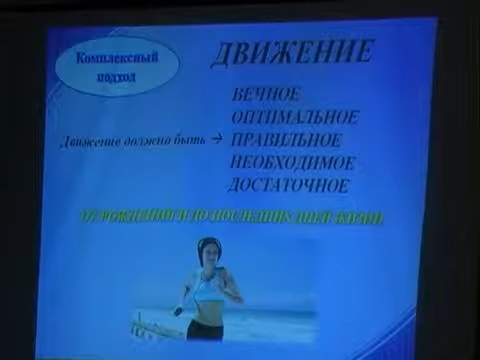 Комплексный
подход
ДВИЖЕНИЕ
ВЕЧНОЕ
ОПТИМАЛЬНОЕ
Движение должно быть → ПРАВИЛЬНОЕ
НЕОБХОДИМОЕ
ДОСТАТОЧНОЕ
ОТ РОЖДЕНИЯ И ДО ПОСЛЕДНИХ ДНЕЙ ЖИЗНИ